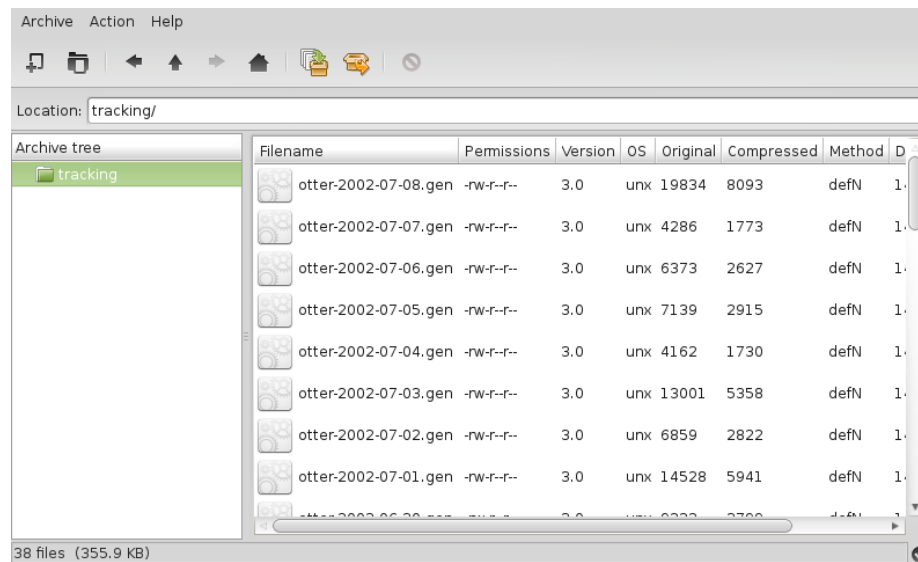 Archive Action Help
Location: tracking/
Archive tree
tracking
Filename Permissions Version OS Original Compressed Method D
otter-2002-07-08.gen -rw-r--r-- 3.0 unx 19834 8093 defN
otter-2002-07-07.gen -rw-r--r-- 3.0 unx 4286 1773 defN
otter-2002-07-06.gen -rw-r--r-- 3.0 unx 6373 2627 defN
otter-2002-07-05.gen -rw-r--r-- 3.0 unx 7139 2915 defN
otter-2002-07-04.gen -rw-r--r-- 3.0 unx 4162 1730 defN
otter-2002-07-03.gen -rw-r--r-- 3.0 unx 13001 5358 defN
otter-2002-07-02.gen -rw-r--r-- 3.0 unx 6859 2822 defN
otter-2002-07-01.gen -rw-r--r-- 3.0 unx 14528 5941 defN
38 files (355.9 KB)